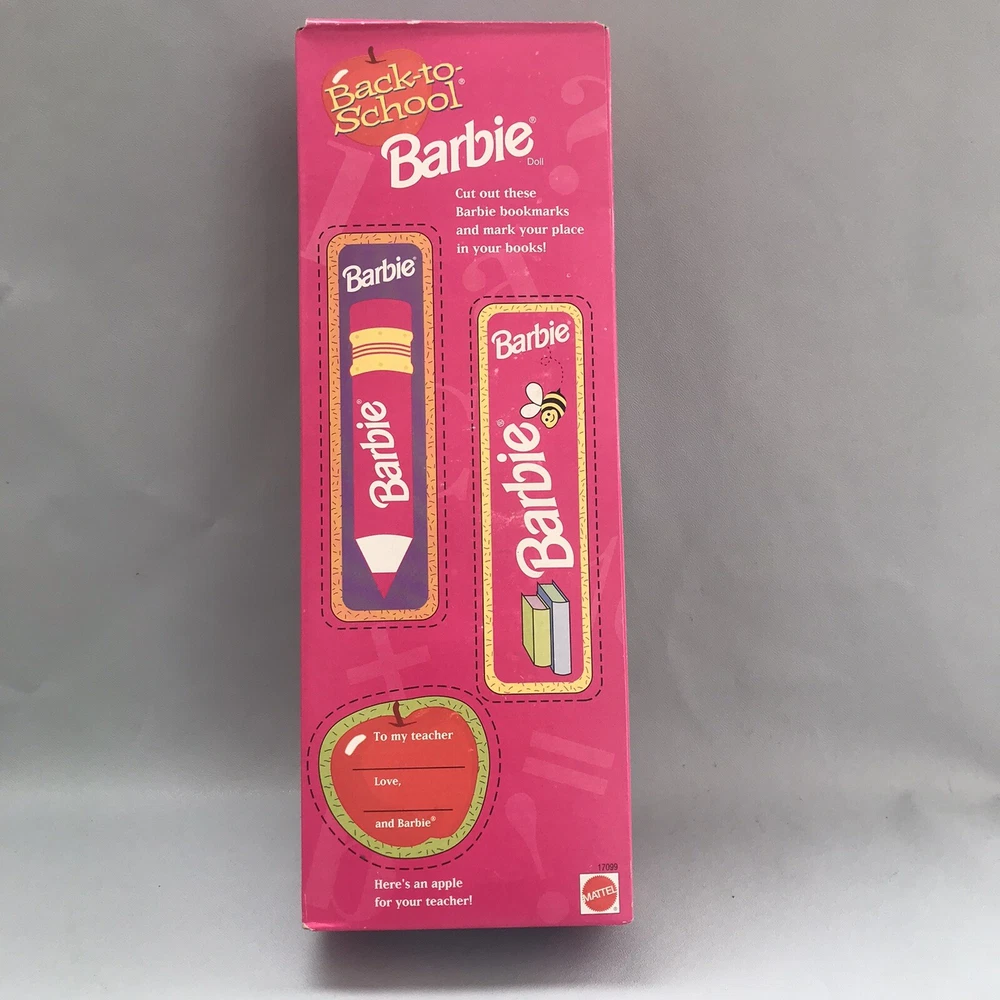 Back-to-
School®
Barbie®
Doll
Cut out these
Barbie bookmarks
and mark your place
in your books!
Barbie®
Barbie®
Barbie®
Barbie®
To my teacher
Love,
and Barbie®
Here's an apple
for your teacher!
17099
MATTEL
®